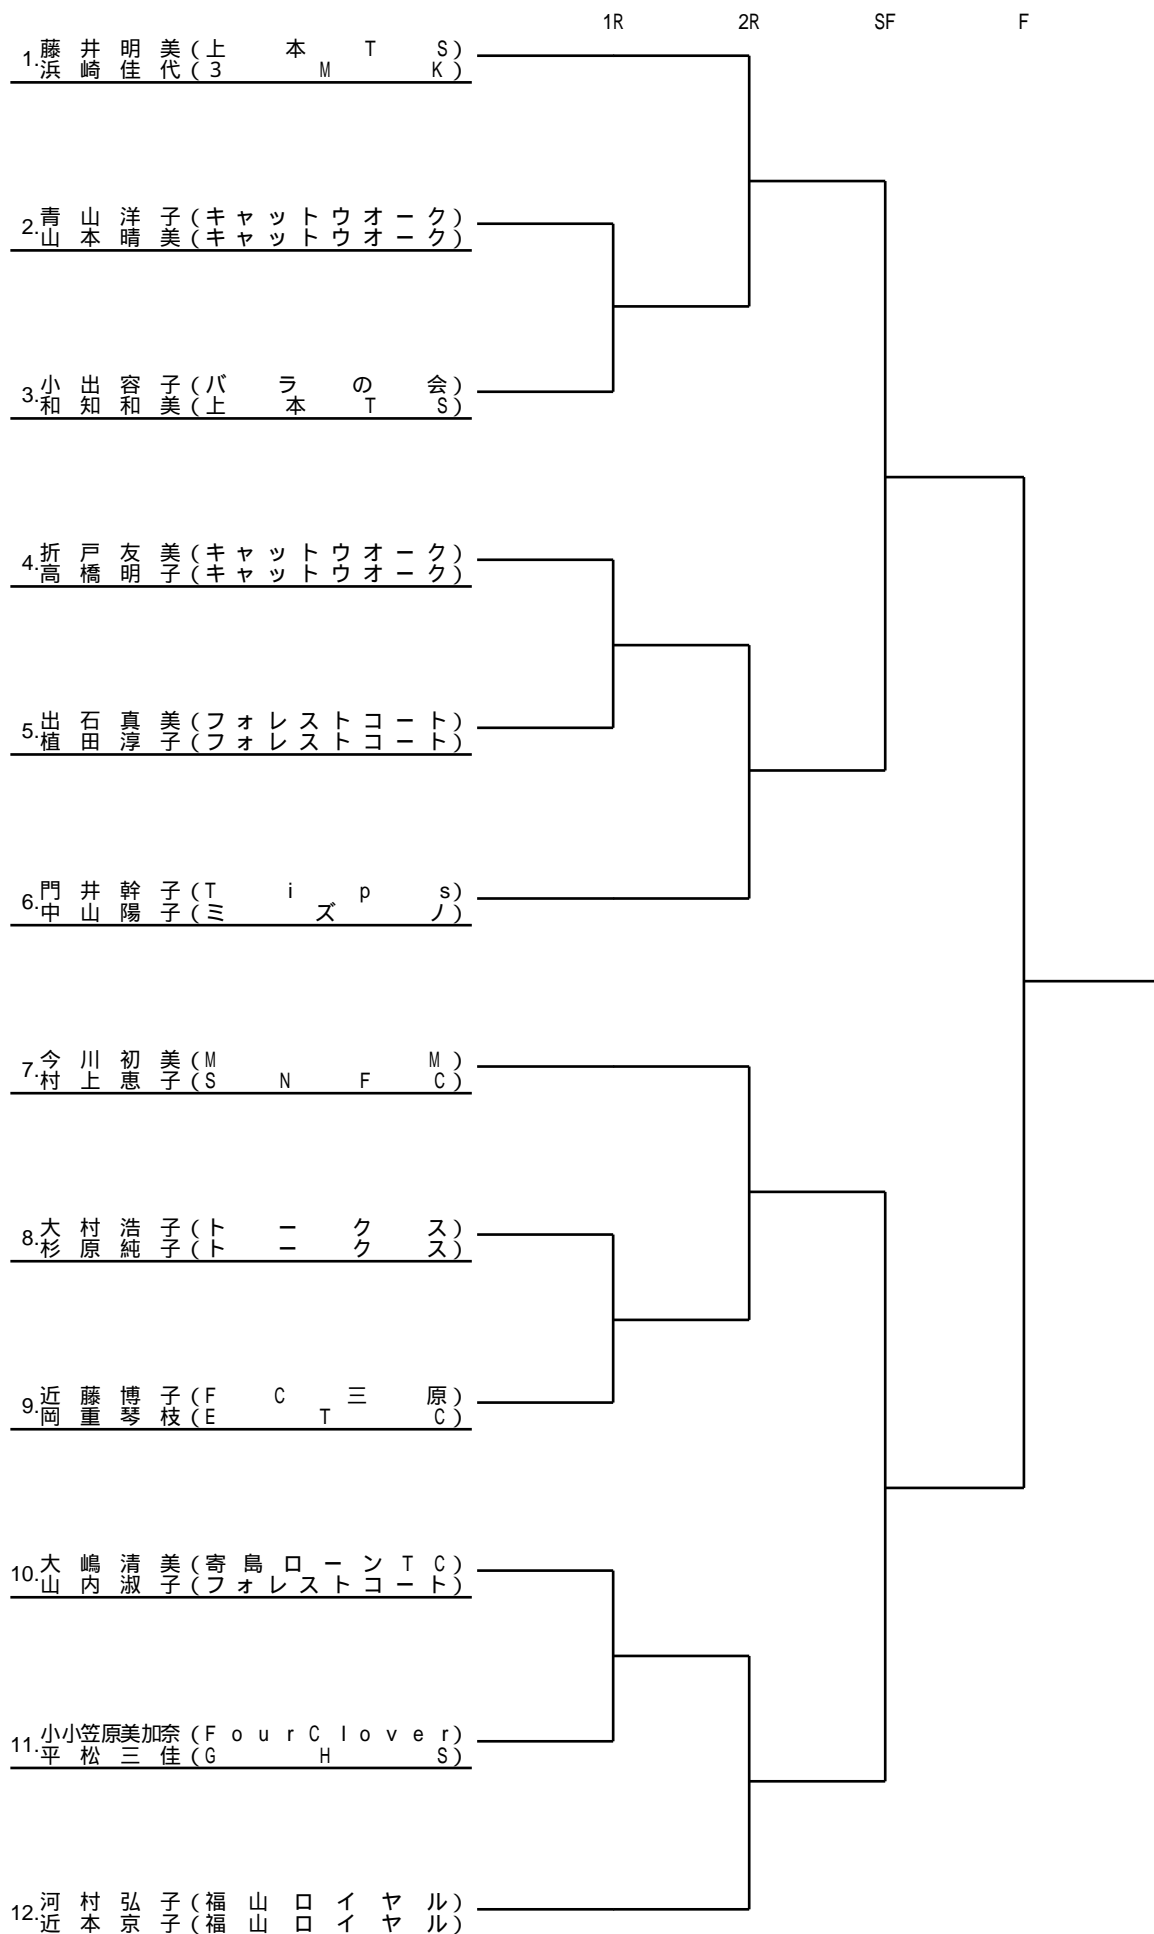 1R 2R SF F
1. 藤井明美(上本TS)
浜崎佳代(3MK)
2. 青山洋子(キャットウオーク)
山本晴美(キャットウオーク)
3. 小出容子(バラの会)
和知和美(上本TS)
4. 折戸友美(キャットウオーク)
高橋明子(キャットウオーク)
5. 出石真美(フォレストコート)
植田淳子(フォレストコート)
6. 門井幹子(Tips)
中山陽子(ミズノ)
7. 今川初美(MM)
村上恵子(SNFC)
8. 大村浩子(トークス)
杉原純子(トークス)
9. 近藤博子(FC三原)
岡重琴枝(ETC)
10. 大嶋清美(寄島ローンTC)
山内淑子(フォレストコート)
11. 小小笠原美加奈(FourClover)
平松三佳(GHS)
12. 河村弘子(福山ロイヤル)
近本京子(福山ロイヤル)